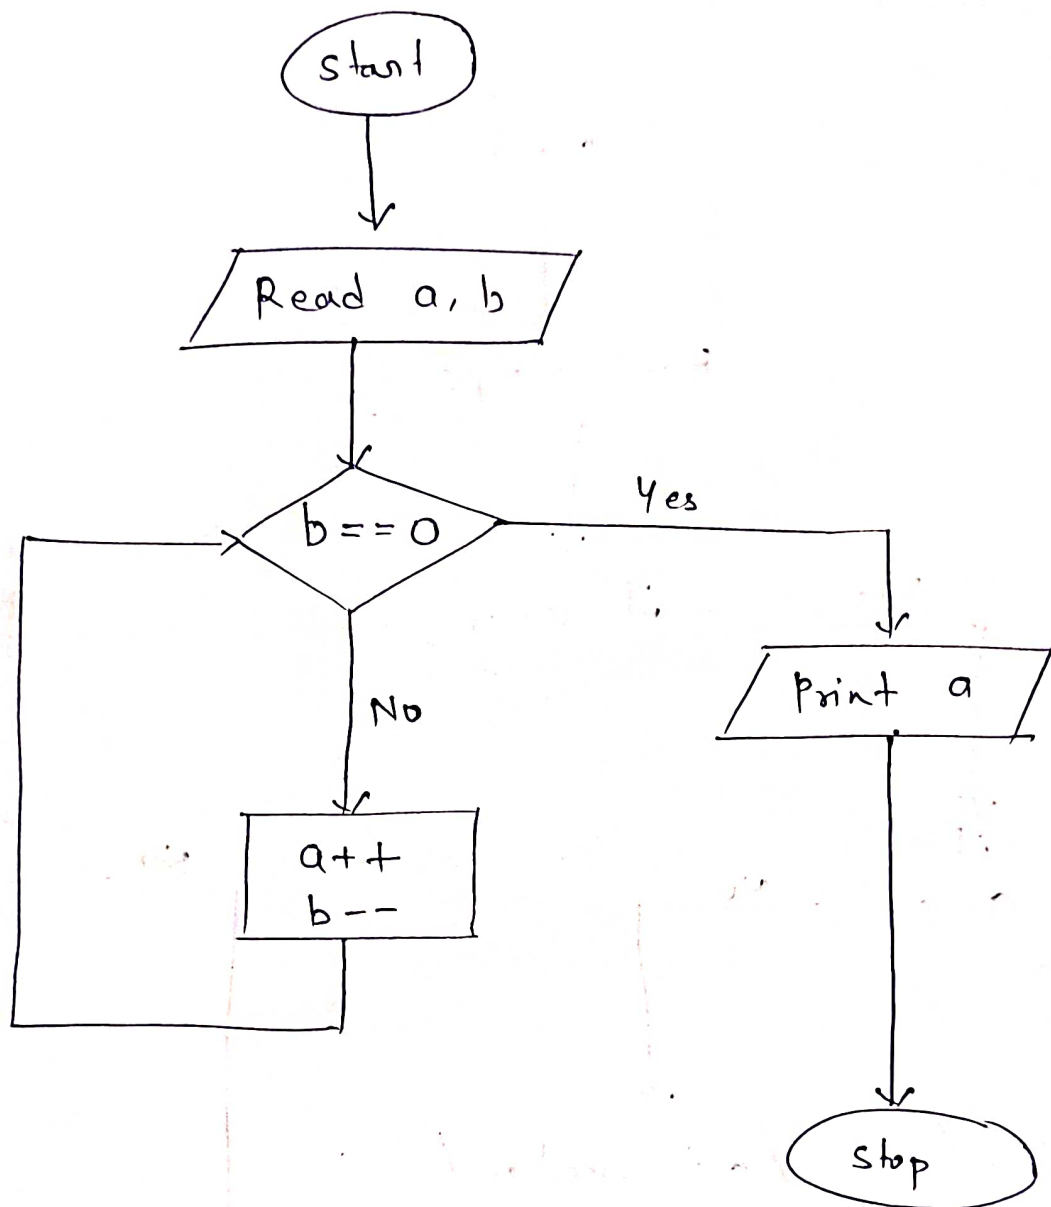 start
Read a, b
b == 0
Yes
No
Print a
a++
b--
stop